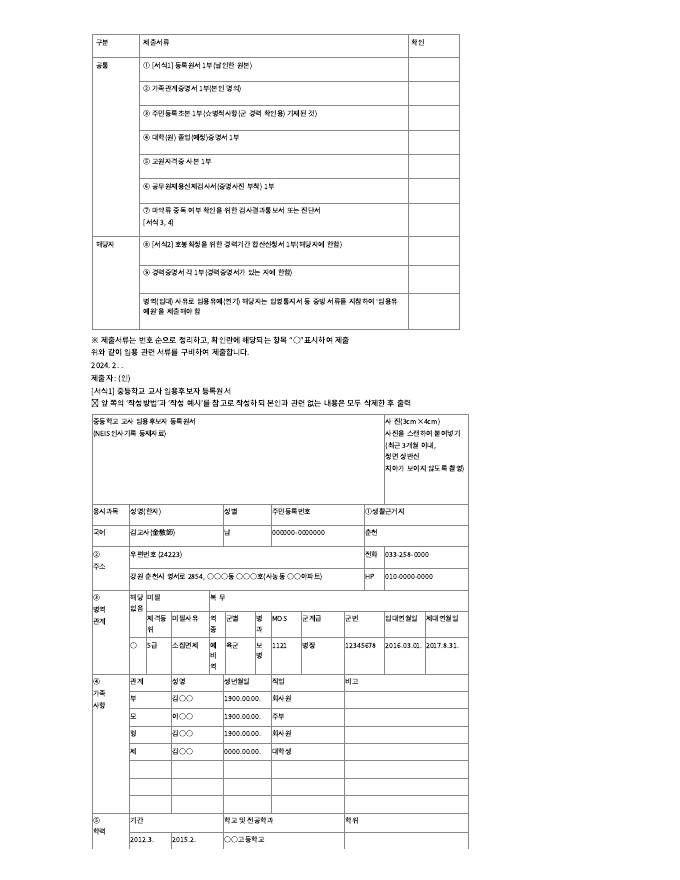 구분 제출서류 확인
공통 ① [서식1] 등록원서 1부(날인한 원본)
② 가족관계증명서 1부(본인 명의)
③ 주민등록초본 1부(☆병적사항(군 경력 확인용) 기재된 것)
④ 대학(원) 졸업(예정)증명서 1부
⑤ 교원자격증 사본 1부
⑥ 공무원채용신체검사서(증명사진 부착) 1부
⑦ 마약류 중독 여부 확인을 위한 검사결과통보서 또는 진단서
[서식 3, 4]
해당자 ⑧ [서식2] 호봉획정을 위한 경력기간 합산신청서 1부(해당자에 한함)
⑨ 경력증명서 각 1부(경력증명서가 있는 자에 한함)
병역(입대) 사유로 임용유예(연기) 해당자는 입영통지서 등 증빙 서류를 지참하여 '임용유
예원'을 제출해야 함
※ 제출서류는 번호 순으로 정리하고, 확인란에 해당되는 항목 "○"표시하여 제출
위와 같이 임용 관련 서류를 구비하여 제출합니다.
2024. 2 . .
제출자 : (인)
[서식1] 중등학교 교사 임용후보자 등록원서
☒ 앞 쪽의 '작성방법'과 '작성 예시'를 참고로 작성하되 본인과 관련 없는 내용은 모두 삭제한 후 출력
중등학교 교사 임용후보자 등록원서
(NEIS인사기록 등재자료)
사 진(3cm×4cm)
사진을 스캔하여 붙여넣기
(최근 3개월 이내,
정면 상반신
치아가 보이지 않도록 촬영)
응시과목 성명(한자) 성별 주민등록번호 ①생활근거지
국어 김교사(金敎師) 남 000000-0000000 춘천
②
주소
우편번호 (24223) 전화 033-258-0000
강원 춘천시 영서로 2854, ○○○동 ○○○호(사농동 ○○아파트) HP 010-0000-0000
③
병역
관계
해당
없음
미필 복 무
체격등
위
미필사유 역
종
군별 병
과
MOS 군계급 군번 입대연월일 제대연월일
○ 5급 소집면제 예
비
역
육군 보
병
1121 병장 12345678 2016.03.01. 2017.8.31.
④
가족
사항
관계 성명 생년월일 직업 비고
부 김○○ 1900.00.00. 회사원
모 이○○ 1900.00.00. 주부
형 김○○ 1900.00.00. 회사원
제 김○○ 0000.00.00. 대학생
⑤
학력
기간 학교 및 전공학과 학위
2012.3. 2015.2. ○○고등학교